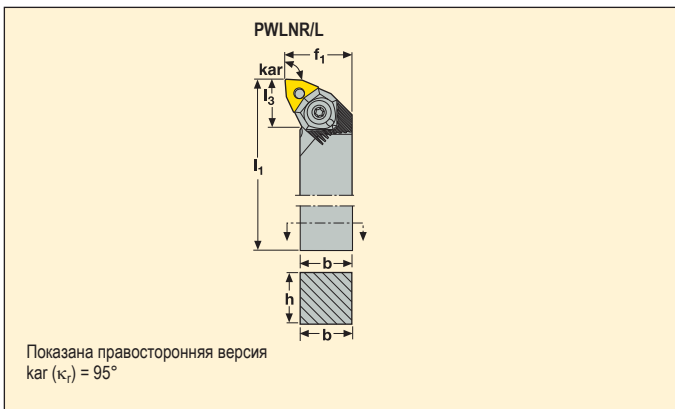 PWLNR/L
f₁
kar
l₃
l₁
b
h
b
Показана правосторонняя версия
kar (κᵣ) = 95°